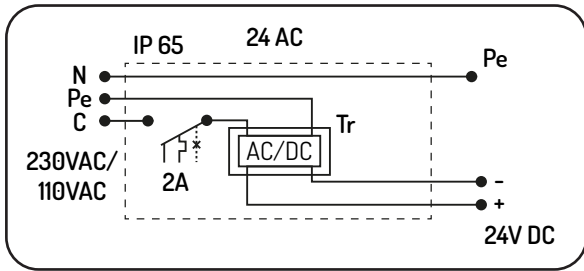 IP 65
24 AC
N
Pe
Pe
C
Tr
AC/DC
230VAC/
110VAC
2A
-
+
24V DC